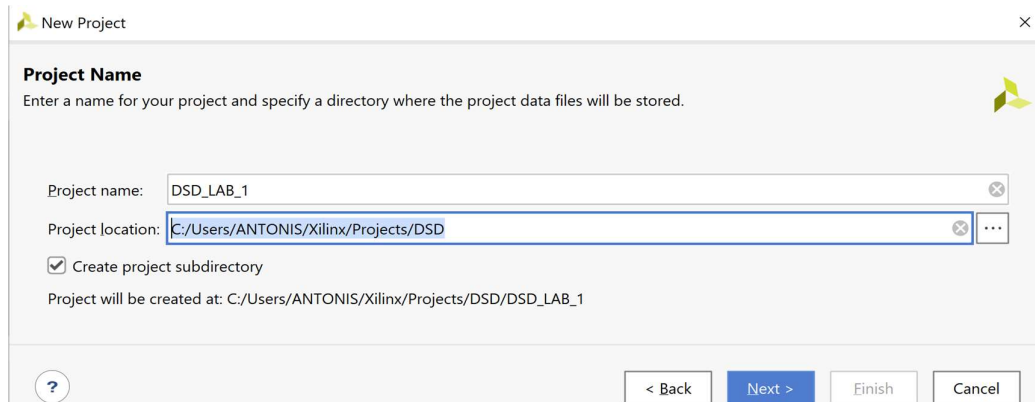 New Project
Project Name
Enter a name for your project and specify a directory where the project data files will be stored.
Project name: DSD_LAB_1
Project location: C:/Users/ANTONIS/Xilinx/Projects/DSD ...
Create project subdirectory
Project will be created at: C:/Users/ANTONIS/Xilinx/Projects/DSD/DSD_LAB_1
? < Back Next > Finish Cancel